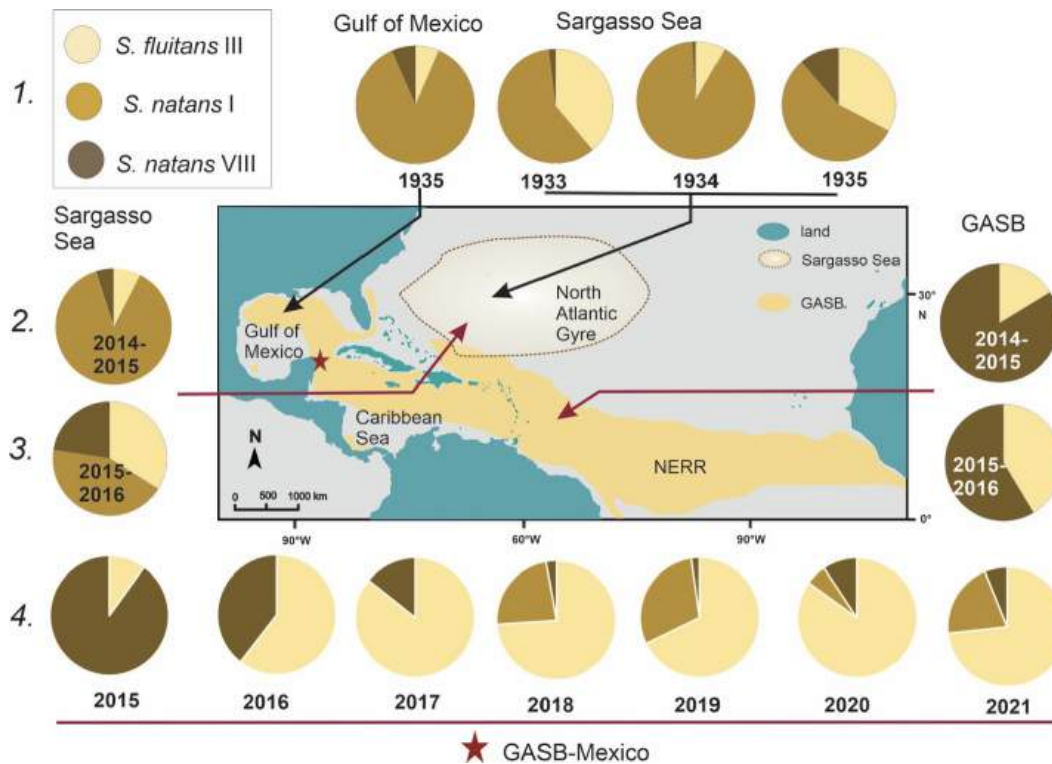 S. fluitans III
S. natans I
S. natans VIII
Gulf of Mexico
Sargasso Sea
1.
1935
1933
1934
1935
Sargasso
Sea
GASB
2.
2014-
2015
land
Sargasso Sea
GASB.
North
Atlantic
Gyre
Gulf of
Mexico
30°
N
2014-
2015
3.
2015-
2016
Caribbean
Sea
N
0 500 1000 km
NERR
0°
2015-
2016
90°W
60°W
90°W
4.
2015
2016
2017
2018
2019
2020
2021
GASB-Mexico